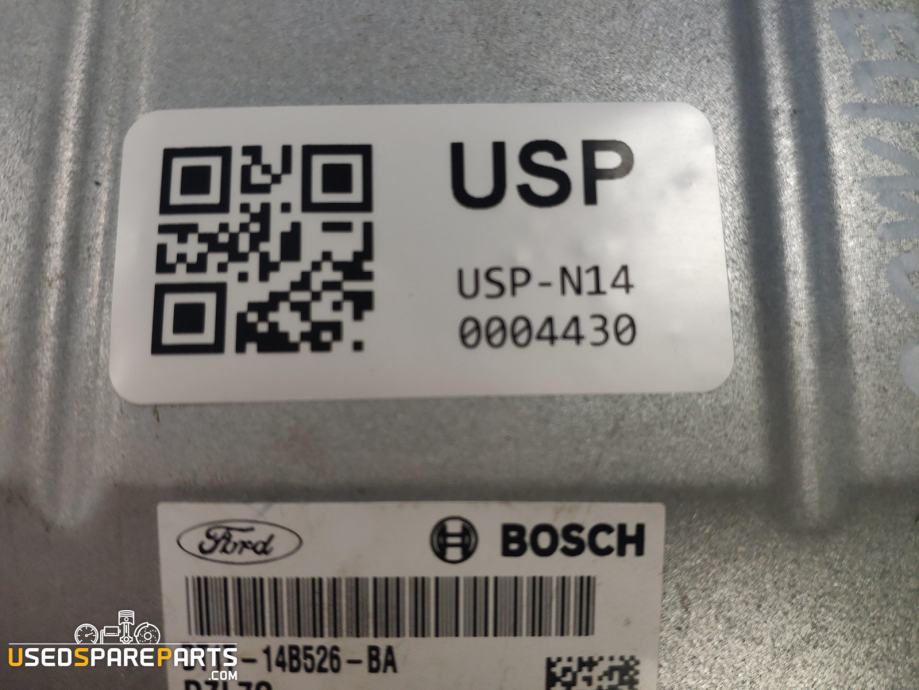 USP
USP-N14
0004430
Ford
BOSCH
-14B526-BA
USEDSPAREPARTS
.COM